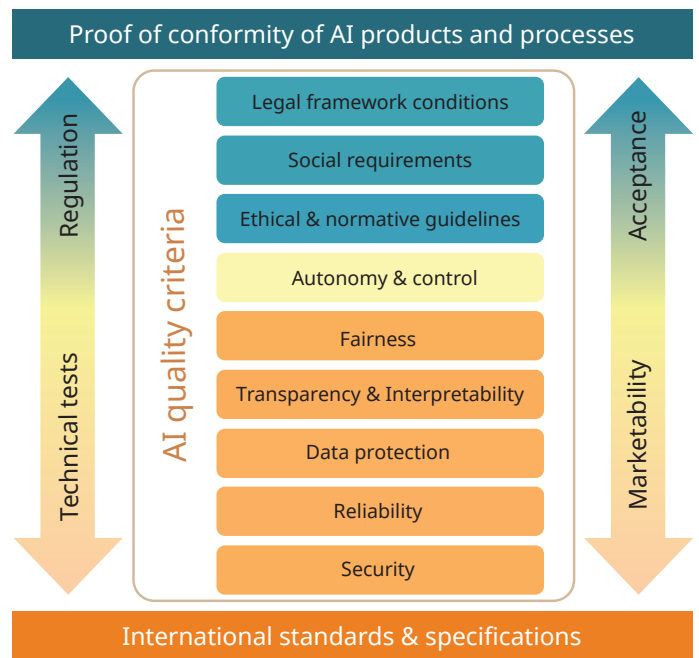 Proof of conformity of AI products and processes
Regulation
Technical tests
AI quality criteria
Legal framework conditions
Social requirements
Ethical & normative guidelines
Autonomy & control
Fairness
Transparency & Interpretability
Data protection
Reliability
Security
Acceptance
Marketability
International standards & specifications